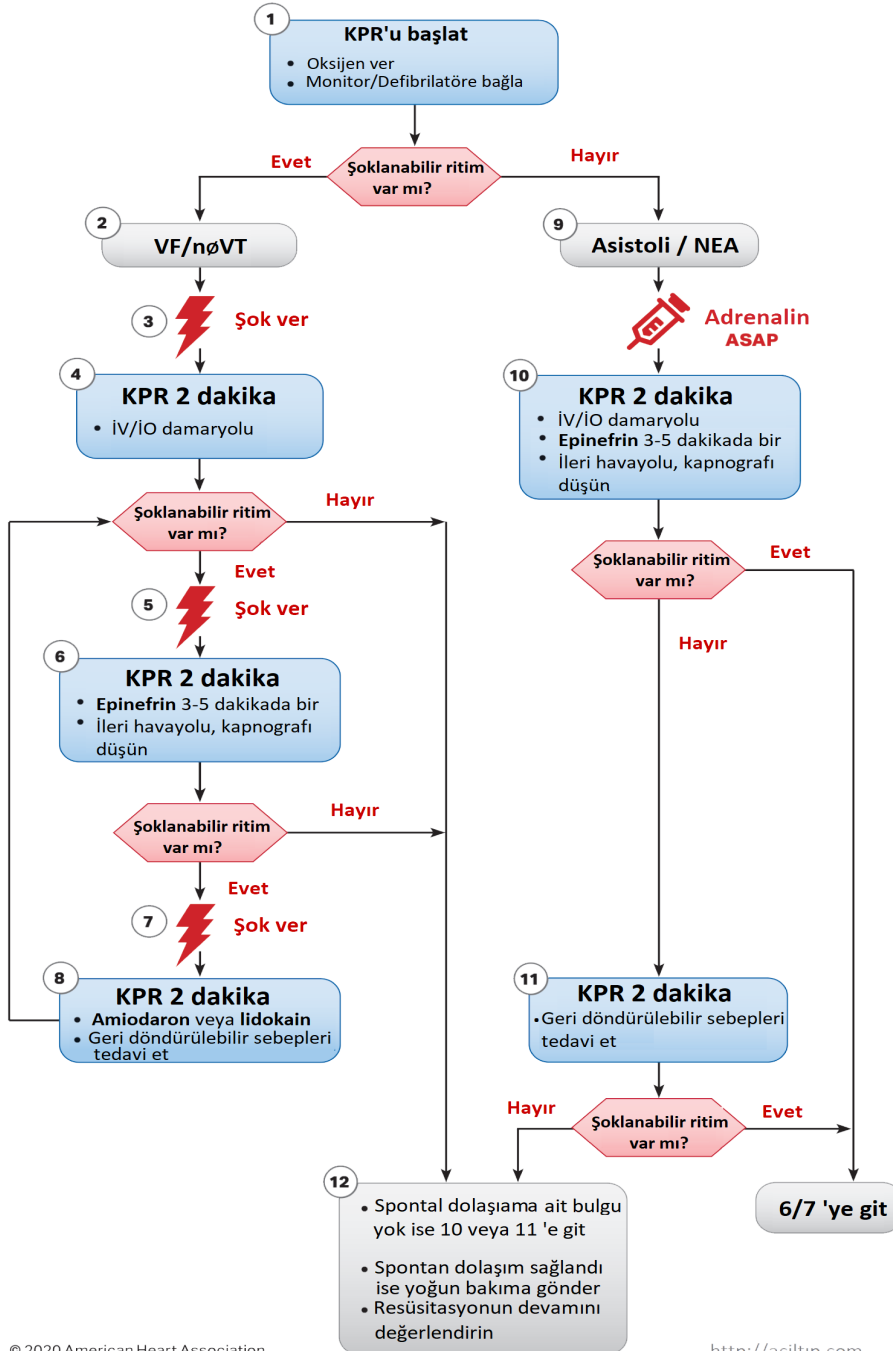 1
KPR'u başlat
• Oksijen ver
• Monitor/Defibrilatöre bağla
Şoklanabilir ritim
var mı?
Evet
Hayır
2
VF/nøVT
3
Şok ver
4
KPR 2 dakika
• İV/İO damaryolu
Şoklanabilir ritim
var mı?
Hayır
Evet
5
Şok ver
6
KPR 2 dakika
• Epinefrin 3-5 dakikada bir
• İleri havayolu, kapnografı
düşün
Şoklanabilir ritim
var mı?
Hayır
Evet
7
Şok ver
8
KPR 2 dakika
• Amiodaron veya lidokain
• Geri döndürülebilir sebepleri
tedavi et
9
Asistoli / NEA
Adrenalin
ASAP
10
KPR 2 dakika
• İV/İO damaryolu
• Epinefrin 3-5 dakikada bir
• İleri havayolu, kapnografı
düşün
Şoklanabilir ritim
var mı?
Evet
Hayır
11
KPR 2 dakika
• Geri döndürülebilir sebepleri
tedavi et
Şoklanabilir ritim
var mı?
Hayır
Evet
12
• Spontal dolaşıama ait bulgu
yok ise 10 veya 11 'e git
• Spontan dolaşım sağlandı
ise yoğun bakıma gönder
• Resüsitasyonun devamını
değerlendirin
6/7 'ye git
© 2020 American Heart Association
http://asiltıp.com